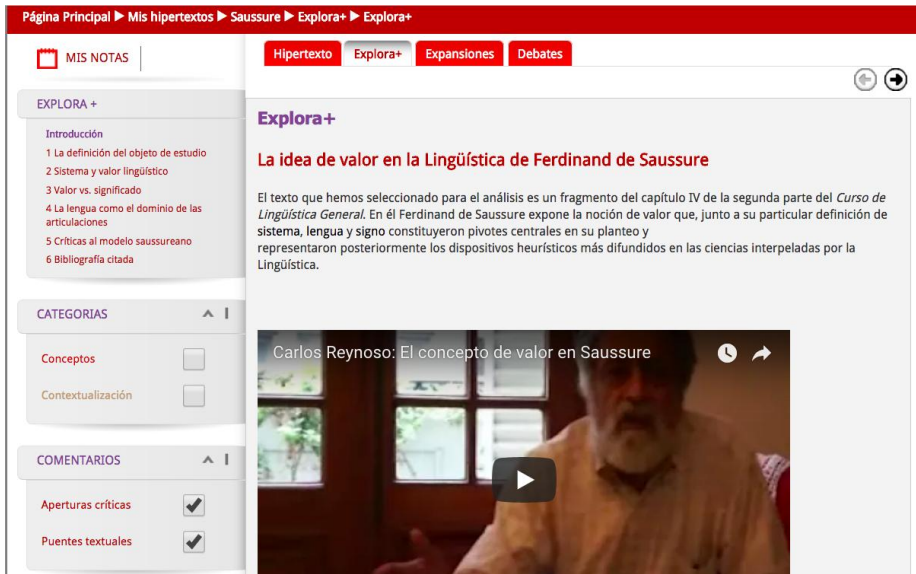 Página Principal ▶ Mis hipertextos ▶ Saussure ▶ Explora+ ▶ Explora+
MIS NOTAS
EXPLORA +
Introducción
1 La definición del objeto de estudio
2 Sistema y valor lingüístico
3 Valor vs. significado
4 La lengua como el dominio de las
articulaciones
5 Críticas al modelo saussureano
6 Bibliografía citada
CATEGORIAS
Conceptos
Contextualización
COMENTARIOS
Aperturas críticas
Puentes textuales
Hipertexto Explora+ Expansiones Debates
Explora+
La idea de valor en la Lingüística de Ferdinand de Saussure
El texto que hemos seleccionado para el análisis es un fragmento del capítulo IV de la segunda parte del Curso de
Lingüística General. En él Ferdinand de Saussure expone la noción de valor que, junto a su particular definición de
sistema, lengua y signo constituyeron pivotes centrales en su planteo y
representaron posteriormente los dispositivos heurísticos más difundidos en las ciencias interpeladas por la
Lingüística.
Carlos Reynoso: El concepto de valor en Saussure